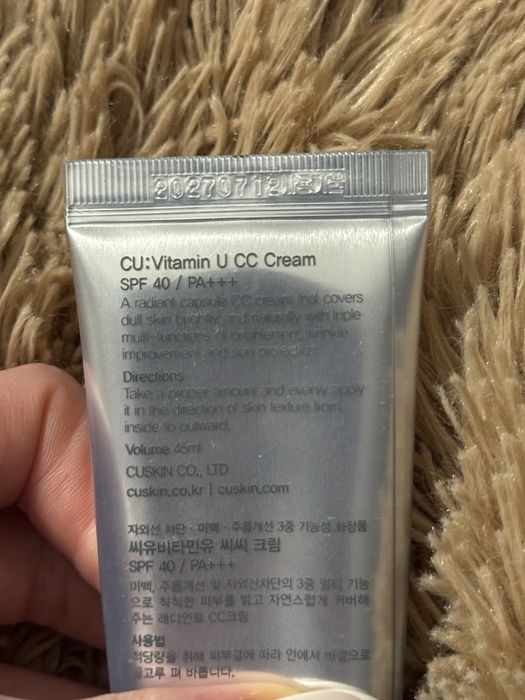 20270712
CU:Vitamin U CC Cream
SPF 40 / PA+++
A radiant capsule CC cream that covers
dull skin brightly and naturally with triple
multi-functions of brightening, wrinkle
improvement and sun protection.
Directions
Take a proper amount and evenly apply
it in the direction of skin texture from
inside to outward.
Volume 45ml
CUSKIN CO., LTD
cuskin.co.kr | cuskin.com
자외선 차단 · 미백 · 주름개선 3중 기능성 화장품
씨유비타민유 씨씨 크림
SPF 40 / PA+++
미백, 주름개선 및 자외선차단의 3중 멀티 기능
으로 칙칙한 피부를 밝고 자연스럽게 커버해
주는 래디언트 CC크림
사용법
적당량을 취해 피부결에 따라 안에서 바깥으로
골고루 펴 바릅니다.